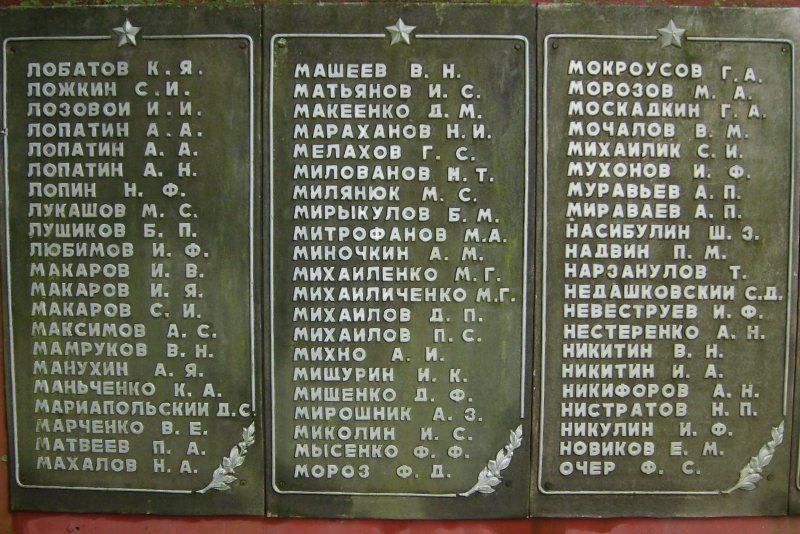 ЛОБАТОВ К.Я.
ЛОЖКИН С.И.
ЛОЗОВОЙ И.И.
ЛОПАТИН А.А.
ЛОПАТИН А.А.
ЛОПАТИН А.Н.
ЛОПИН Н.Ф.
ЛУКАШОВ М.С.
ЛУШИКОВ Б.П.
ЛЮБИМОВ И.Ф.
МАКАРОВ И.В.
МАКАРОВ И.Я.
МАКАРОВ С.И.
МАКСИМОВ А.С.
МАМРУКОВ В.Н.
МАНУХИН А.Я.
МАНЬЧЕНКО К.А.
МАРИАПОЛЬСКИЙ Д.С.
МАРЧЕНКО В.Е.
МАТВЕЕВ П.А.
МАХАЛОВ Н.А.
МАШЕЕВ В.Н.
МАТЬЯНОВ И.С.
МАКЕЕНКО Д.М.
МАРАХАНОВ Н.И.
МЕЛАХОВ Г.С.
МИЛОВАНОВ Н.Т.
МИЛЯНЮК М.С.
МИРЫКУЛОВ Б.М.
МИТРОФАНОВ М.А.
МИНОЧКИН А.М.
МИХАИЛЕНКО М.Г.
МИХАИЛИЧЕНКО М.Г.
МИХАИЛОВ Д.П.
МИХАИЛОВ П.С.
МИХНО А.И.
МИЩУРИН И.К.
МИЩЕНКО Д.Ф.
МИРОШНИК А.З.
МИКОЛИН И.С.
МЫСЕНКО Ф.Ф.
МОРОЗ Ф.Д.
МОКРОУСОВ Г.А.
МОРОЗОВ М.А.
МОСКАДКИН Г.А.
МОЧАЛОВ В.М.
МИХАИЛИК С.И.
МУХОНОВ И.Ф.
МУРАВЬЕВ А.П.
МИРАВАЕВ А.П.
НАСИБУЛИН Ш.З.
НАДВИН П.М.
НАРЗАНУЛОВ Т.
НЕДАШКОВСКИЙ С.Д.
НЕВЕСТРУЕВ И.Ф.
НЕСТЕРЕНКО А.Н.
НИКИТИН В.Н.
НИКИТИН И.А.
НИКИФОРОВ А.Н.
НИСТРАТОВ Н.П.
НИКУЛИН И.Ф.
НОВИКОВ Е.М.
ОЧЕР Ф.С.